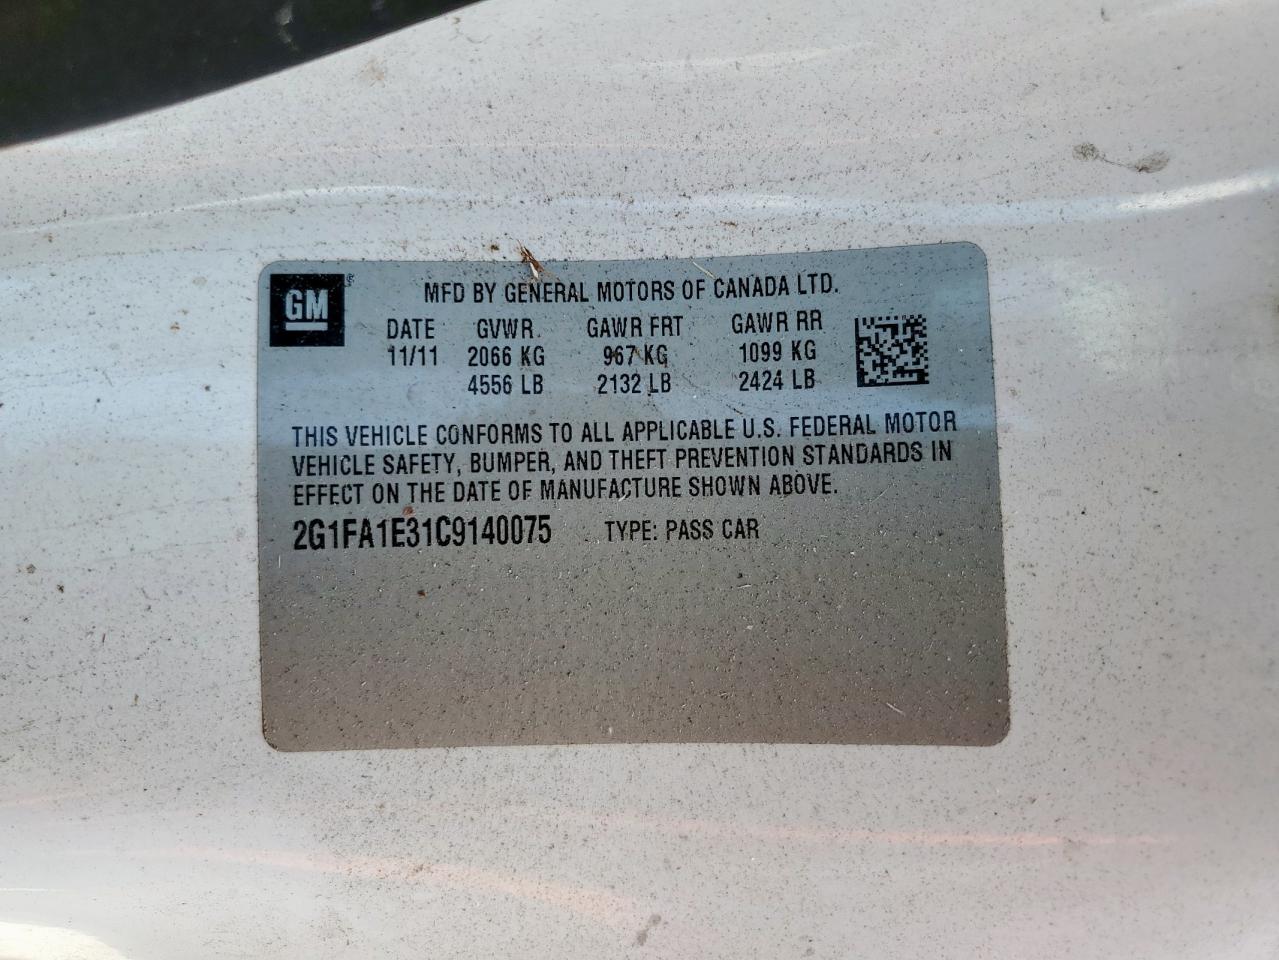 GM ®
MFD BY GENERAL MOTORS OF CANADA LTD.
DATE GVWR GAWR FRT GAWR RR
11/11 2066 KG 967 KG 1099 KG
4556 LB 2132 LB 2424 LB
THIS VEHICLE CONFORMS TO ALL APPLICABLE U.S. FEDERAL MOTOR
VEHICLE SAFETY, BUMPER, AND THEFT PREVENTION STANDARDS IN
EFFECT ON THE DATE OF MANUFACTURE SHOWN ABOVE.
2G1FA1E31C9140075 TYPE: PASS CAR